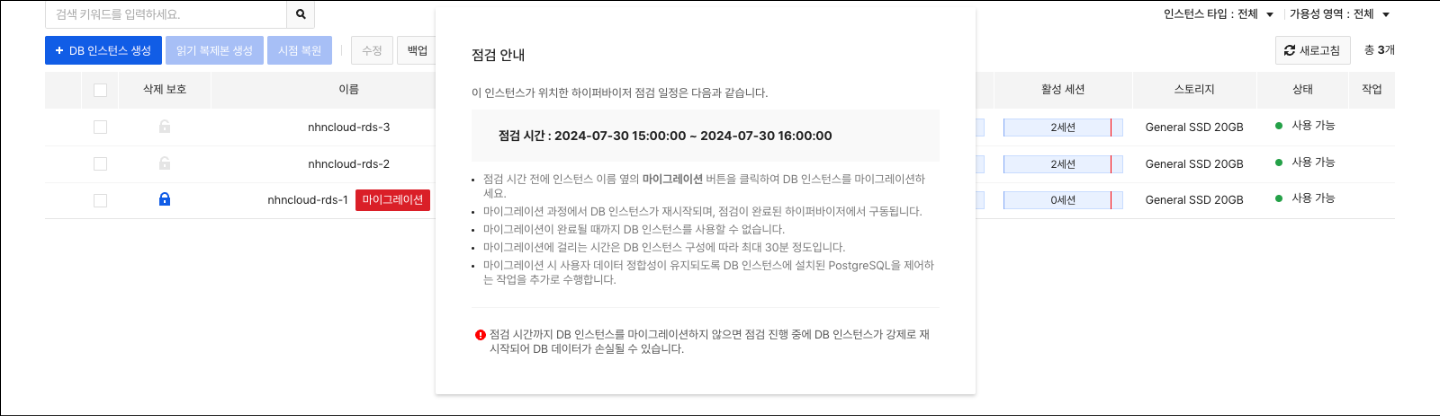 검색 키워드를 입력하세요.
인스턴스 타입 : 전체 가용성 영역 : 전체
+ DB 인스턴스 생성 읽기 복제본 생성 시점 복원 수정 백업
새로고침 총 3개
삭제 보호 이름 활성 세션 스토리지 상태 작업
nhncloud-rds-3 2세션 General SSD 20GB 사용 가능
nhncloud-rds-2 2세션 General SSD 20GB 사용 가능
nhncloud-rds-1 마이그레이션 0세션 General SSD 20GB 사용 가능
점검 안내
이 인스턴스가 위치한 하이퍼바이저 점검 일정은 다음과 같습니다.
점검 시간 : 2024-07-30 15:00:00 ~ 2024-07-30 16:00:00
• 점검 시간 전에 인스턴스 이름 옆의 마이그레이션 버튼을 클릭하여 DB 인스턴스를 마이그레이션하
세요.
• 마이그레이션 과정에서 DB 인스턴스가 재시작되며, 점검이 완료된 하이퍼바이저에서 구동됩니다.
• 마이그레이션이 완료될 때까지 DB 인스턴스를 사용할 수 없습니다.
• 마이그레이션에 걸리는 시간은 DB 인스턴스 구성에 따라 최대 30분 정도입니다.
• 마이그레이션 시 사용자 데이터 정합성이 유지되도록 DB 인스턴스에 설치된 PostgreSQL을 제어하
는 작업을 추가로 수행합니다.
점검 시간까지 DB 인스턴스를 마이그레이션하지 않으면 점검 진행 중에 DB 인스턴스가 강제로 재
시작되어 DB 데이터가 손실될 수 있습니다.